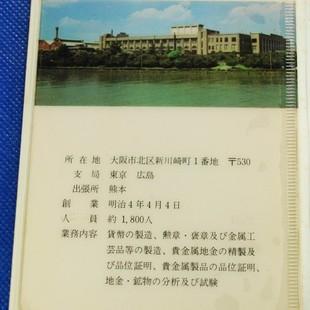 所在地 大阪市北区新川崎町1番地 〒530
支局 東京 広島
出張所 熊本
創業 明治4年4月4日
人員 約1,800人
業務内容 貨幣の製造、勲章・褒章及び金属工
芸品等の製造、貴金属地金の精製及
び品位証明、貴金属製品の品位証明、
地金・鉱物の分析及び試験